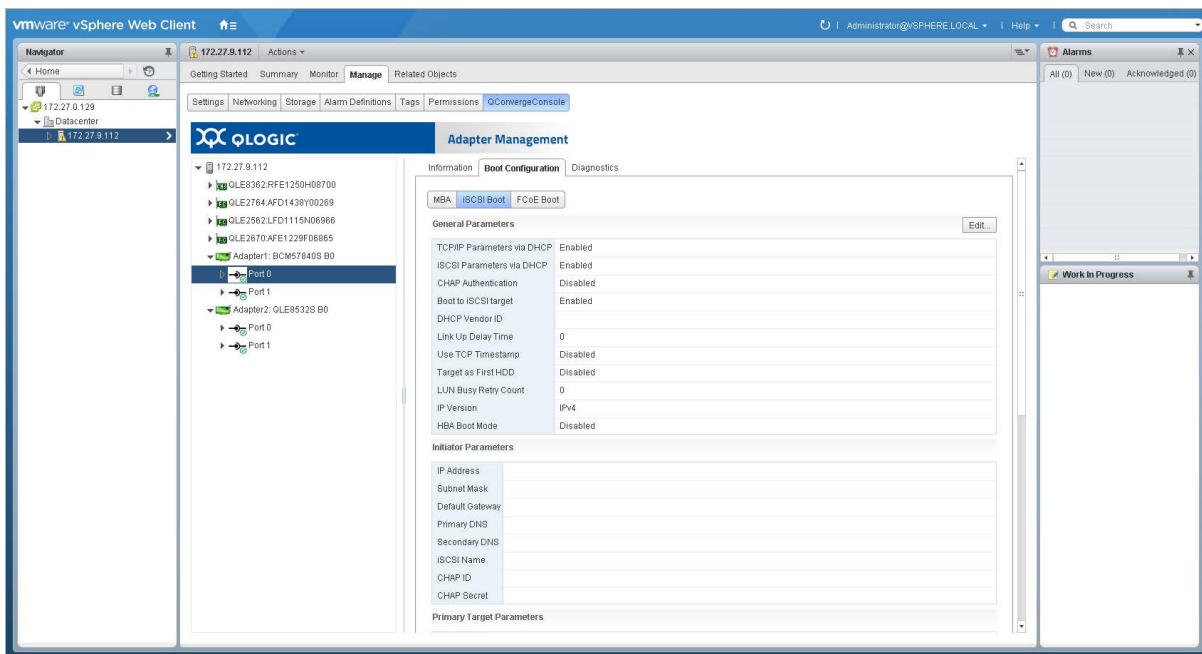 vmware® vSphere Web Client
Administrator@VSPHERE.LOCAL
Help
Search
Navigator
Home
172.27.0.129
Datacenter
172.27.9.112
172.27.9.112 Actions
Getting Started Summary Monitor Manage Related Objects
Settings Networking Storage Alarm Definitions Tags Permissions QConvergeConsole
QLOGIC Adapter Management
172.27.9.112
QLE8362:RFE1250H08700
QLE2764:AFD1438Y00269
QLE2562:LFD1115N06966
QLE2670:AFE1229F06865
Adapter1: BCM57840S B0
Port 0
Port 1
Adapter2: QLE8532S B0
Port 0
Port 1
Information Boot Configuration Diagnostics
MBA iSCSI Boot FCoE Boot
General Parameters Edit...
TCP/IP Parameters via DHCP Enabled
iSCSI Parameters via DHCP Enabled
CHAP Authentication Disabled
Boot to iSCSI target Enabled
DHCP Vendor ID
Link Up Delay Time 0
Use TCP Timestamp Disabled
Target as First HDD Disabled
LUN Busy Retry Count 0
IP Version IPv4
HBA Boot Mode Disabled
Initiator Parameters
IP Address
Subnet Mask
Default Gateway
Primary DNS
Secondary DNS
iSCSI Name
CHAP ID
CHAP Secret
Primary Target Parameters
Alarms
All (0) New (0) Acknowledged (0)
Work In Progress